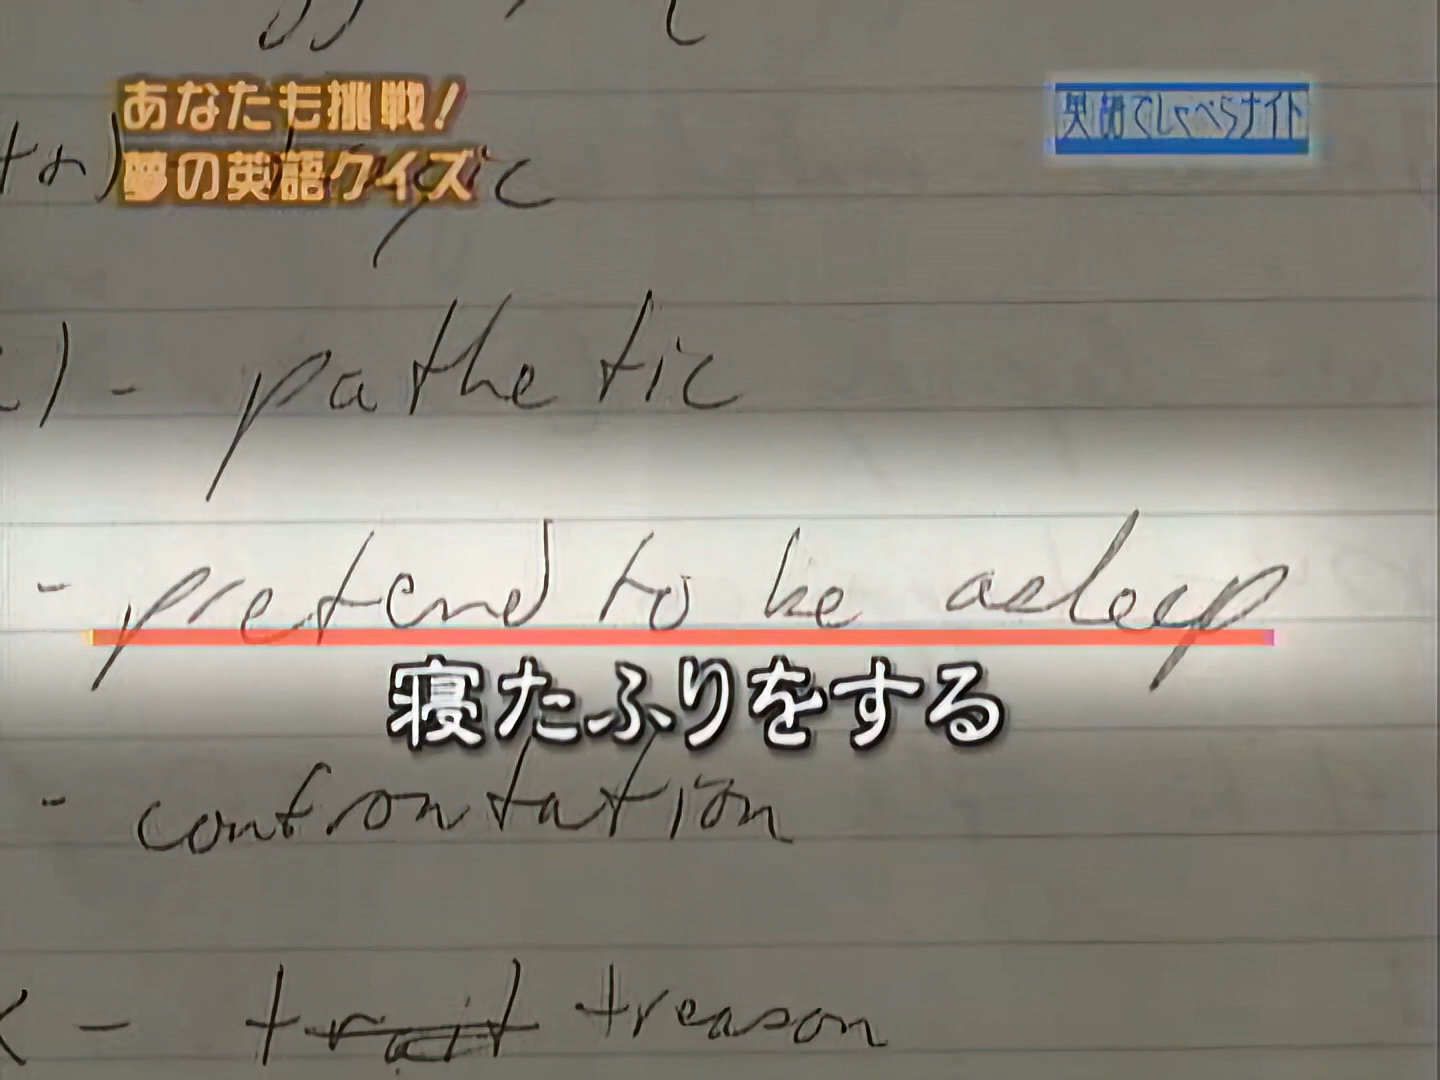 あなたも挑戦!
夢の英語クイズ
英語でしゃべらナイト
- pathetic
- pretend to be asleep
寝たふりをする
- confrontation
- trait treason